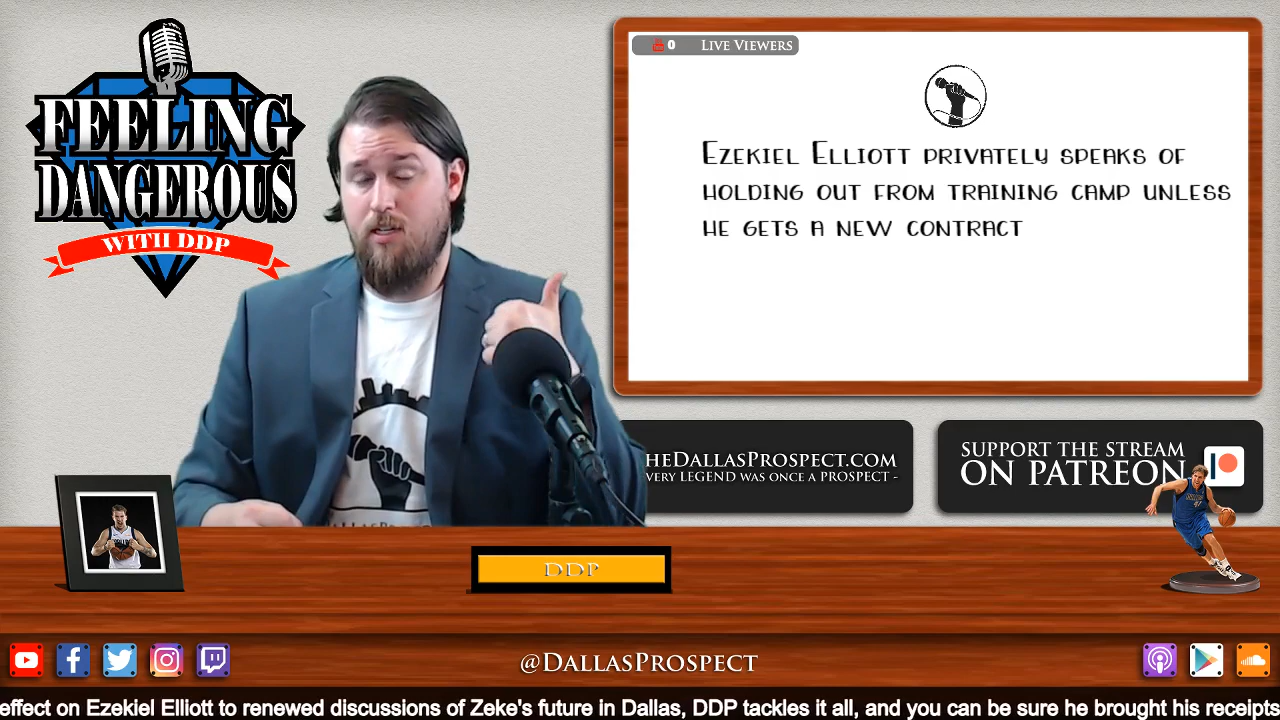 FEELING
DANGEROUS
WITH DDP
0 LIVE VIEWERS
EZEKIEL ELLIOTT PRIVATELY SPEAKS OF
HOLDING OUT FROM TRAINING CAMP UNLESS
HE GETS A NEW CONTRACT
HEDALLASPROSPECT.COM
VERY LEGEND WAS ONCE A PROSPECT -
SUPPORT THE STREAM
ON PATREON
DDP
@DALLASPROSPECT
effect on Ezekiel Elliott to renewed discussions of Zeke's future in Dallas, DDP tackles it all, and you can be sure he brought his receipts